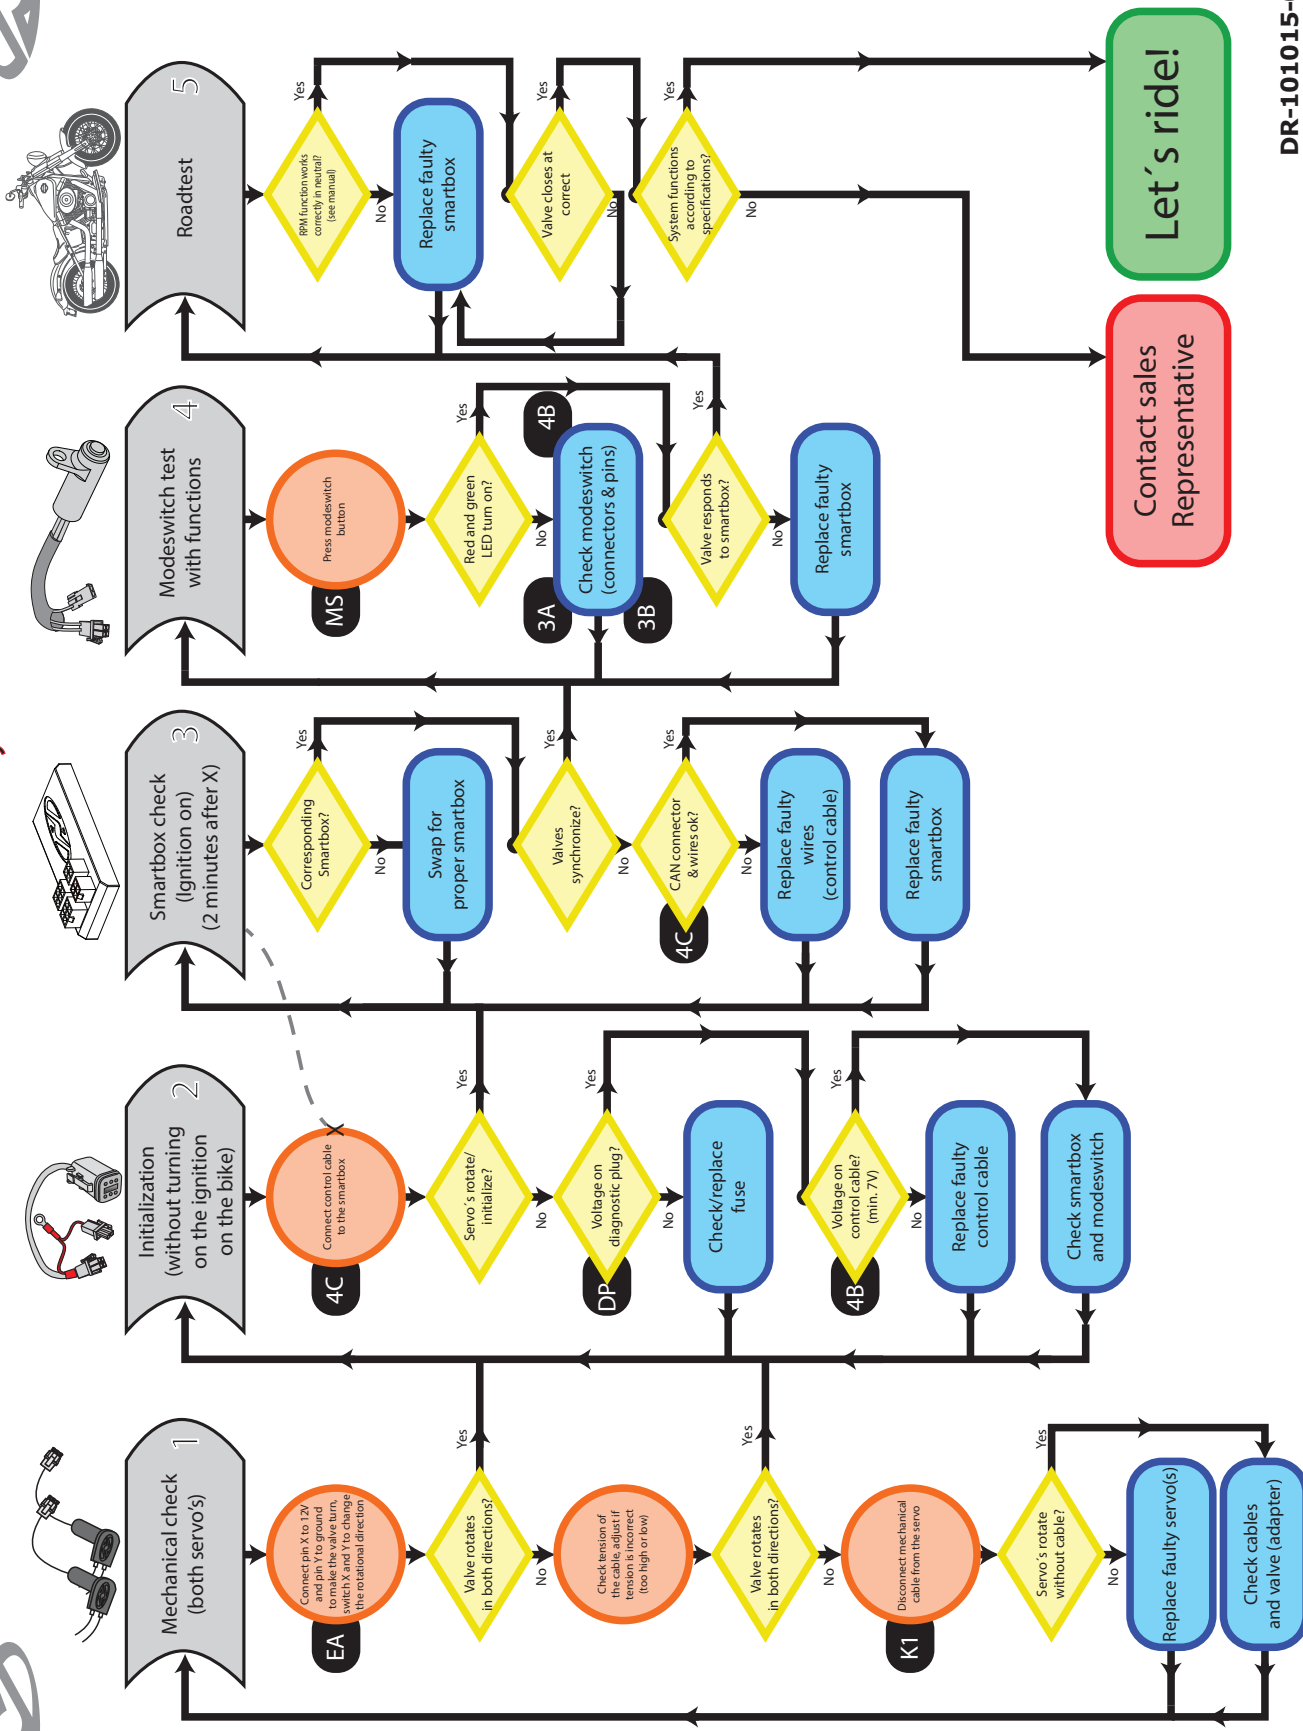 Mechanical check
(both servo's)
1
EA
Connect pin X to 12V
and pin Y to ground
to make the valve turn,
switch X and Y to change
the rotational direction
Valve rotates
in both directions?
Yes
No
Check tension of
the cable, adjust if
tension is incorrect
(too high or low)
Valve rotates
in both directions?
Yes
No
K1
Disconnect mechanical
cable from the servo
Servo´s rotate
without cable?
Yes
No
Replace faulty servo(s)
Check cables
and valve (adapter)
Initialization
(without turning
on the ignition
on the bike)
2
4C
Connect control cable
to the smartbox
X
Servo´s rotate/
initialize?
Yes
No
DP
Voltage on
diagnostic plug?
Yes
No
Check/replace
fuse
4B
Voltage on
control cable?
(min. 7V)
Yes
No
Replace faulty
control cable
Check smartbox
and modeswitch
Smartbox check
(Ignition on)
(2 minutes after X)
3
Corresponding
Smartbox?
Yes
No
Swap for
proper smartbox
Valves
synchronize?
Yes
No
4C
CAN connector
& wires ok?
Yes
No
Replace faulty
wires
(control cable)
Replace faulty
smartbox
Modeswitch test
with functions
4
MS
Press modeswitch
button
Red and green
LED turn on?
Yes
No
3A
4B
Check modeswitch
(connectors & pins)
3B
Valve responds
to smartbox?
Yes
No
Replace faulty
smartbox
Roadtest
5
RPM function works
correctly in neutral?
(see manual)
Yes
No
Replace faulty
smartbox
Valve closes at
correct
Yes
No
System functions
according to
specifications?
Yes
No
Contact sales
Representative
Let´s ride!
DR-101015-